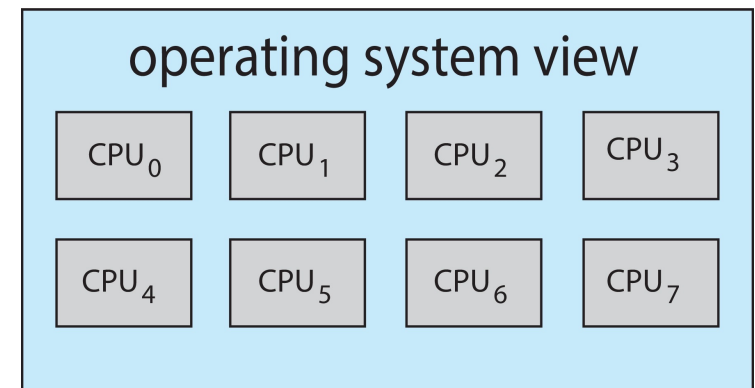 operating system view
CPU₀ CPU₁ CPU₂ CPU₃
CPU₄ CPU₅ CPU₆ CPU₇